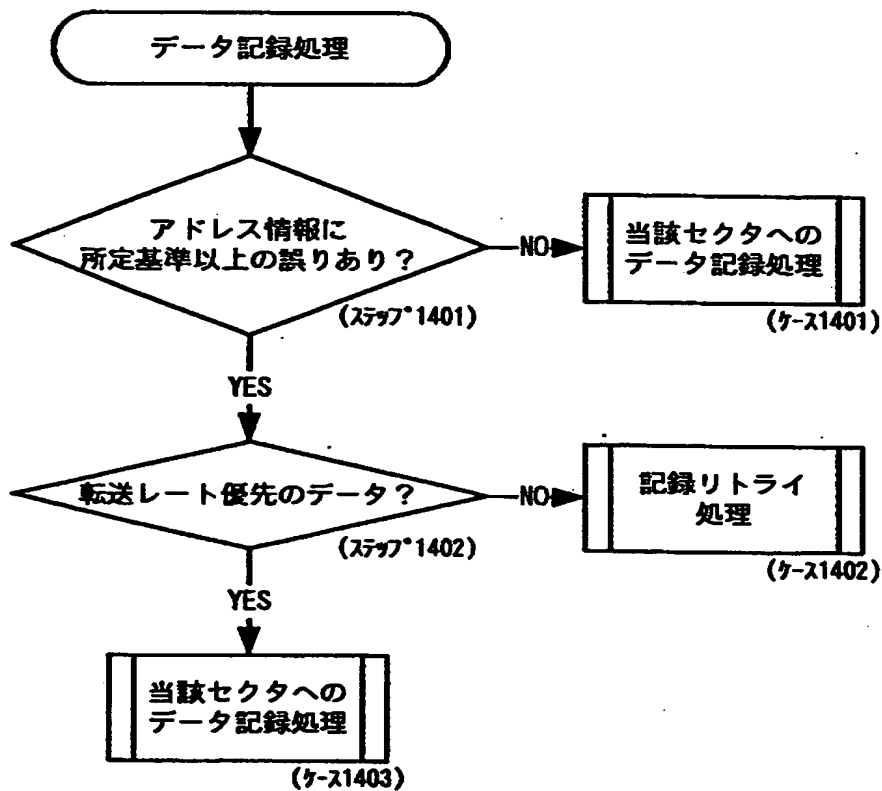 データ記録処理
アドレス情報に
所定基準以上の誤りあり？
(ｽﾃｯﾌﾟ1401)
NO
当該セクタへの
データ記録処理
(ｹｰｽ1401)
YES
転送レート優先のデータ？
(ｽﾃｯﾌﾟ1402)
NO
記録リトライ
処理
(ｹｰｽ1402)
YES
当該セクタへの
データ記録処理
(ｹｰｽ1403)